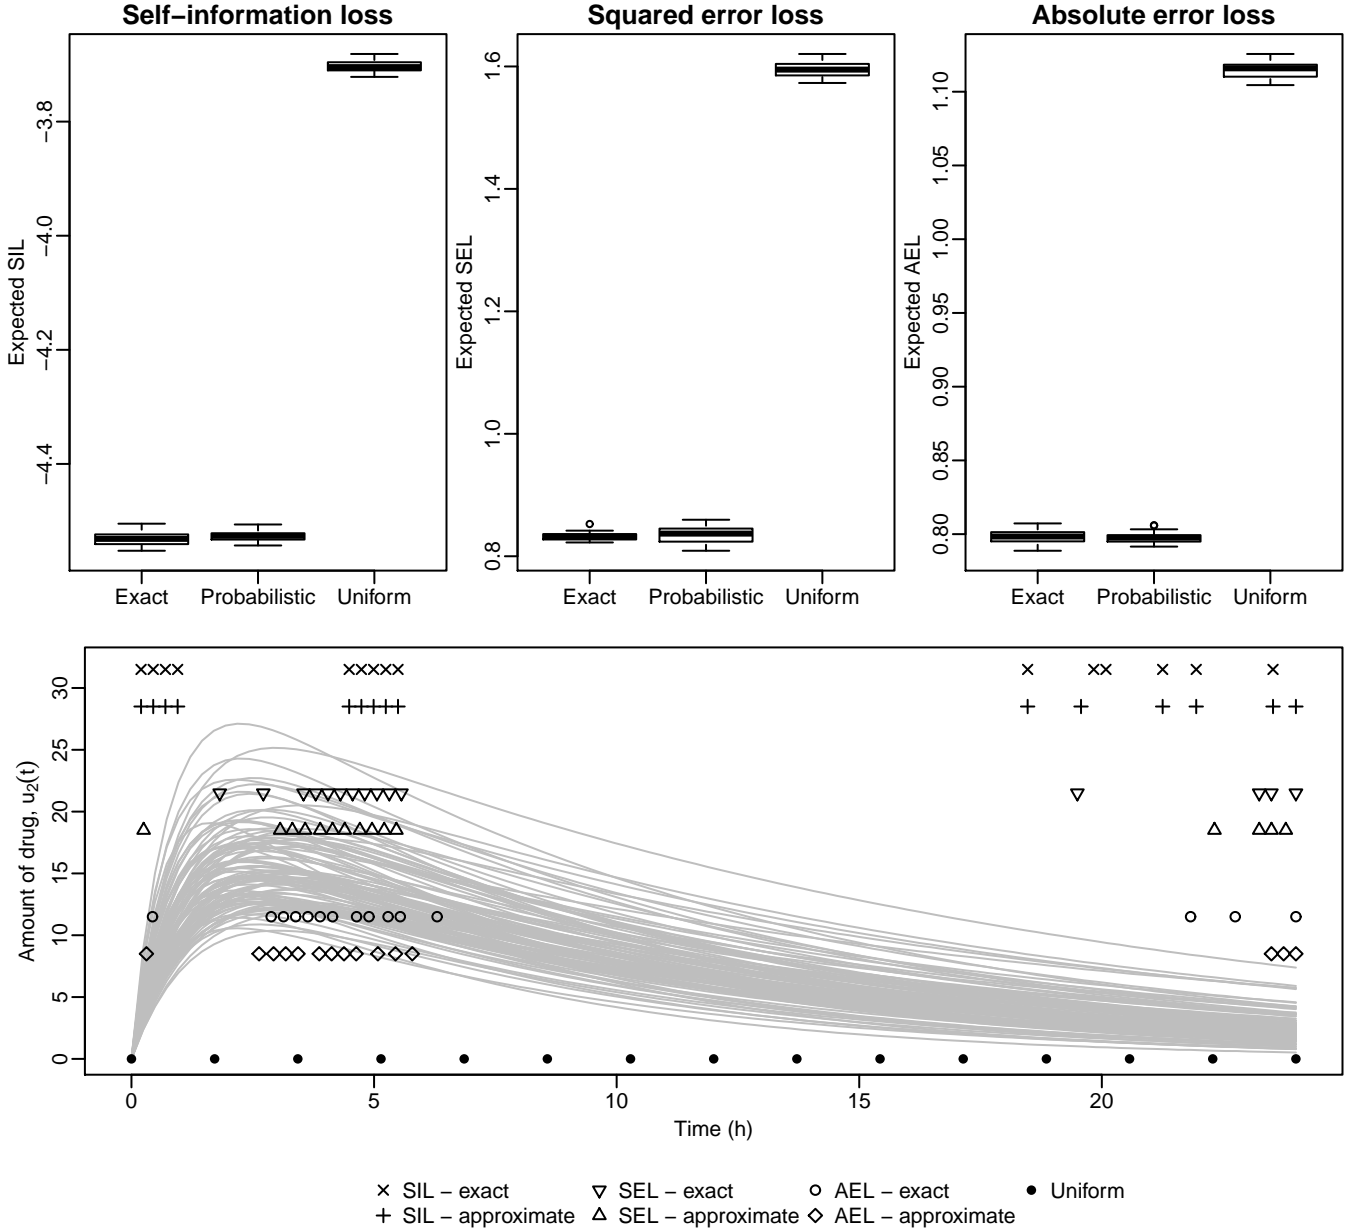 Self−information loss
Squared error loss
Absolute error loss
Expected SIL
−3.8
−4.0
−4.2
−4.4
Exact
Probabilistic
Uniform
Expected SEL
1.6
1.4
1.2
1.0
0.8
Exact
Probabilistic
Uniform
Expected AEL
1.10
1.05
1.00
0.95
0.90
0.85
0.80
Exact
Probabilistic
Uniform
Amount of drug, u₂(t)
30
25
20
15
10
5
0
0
5
10
15
20
Time (h)
SIL − exact
SEL − exact
AEL − exact
Uniform
SIL − approximate
SEL − approximate
AEL − approximate